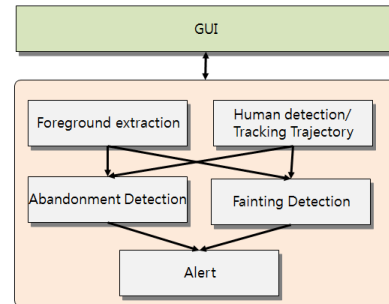 GUI
Foreground extraction
Human detection/
Tracking Trajectory
Abandonment Detection
Fainting Detection
Alert